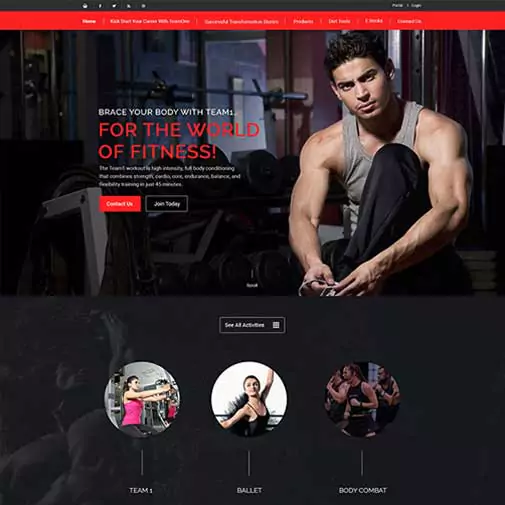 Portal | Login
Home | Kick Start Your Career With TeamOne | Successful Transformation Stories | Products | Diet Tools | E Books | Contact Us
BRACE YOUR BODY WITH TEAM1..
FOR THE WORLD
OF FITNESS!
The Team1 workout is high intensity, full body conditioning
that combines strength, cardio, core, endurance, balance, and
flexibility training in just 45 minutes.
Contact Us
Join Today
Scroll
See All Activities
TEAM 1
BALLET
BODY COMBAT